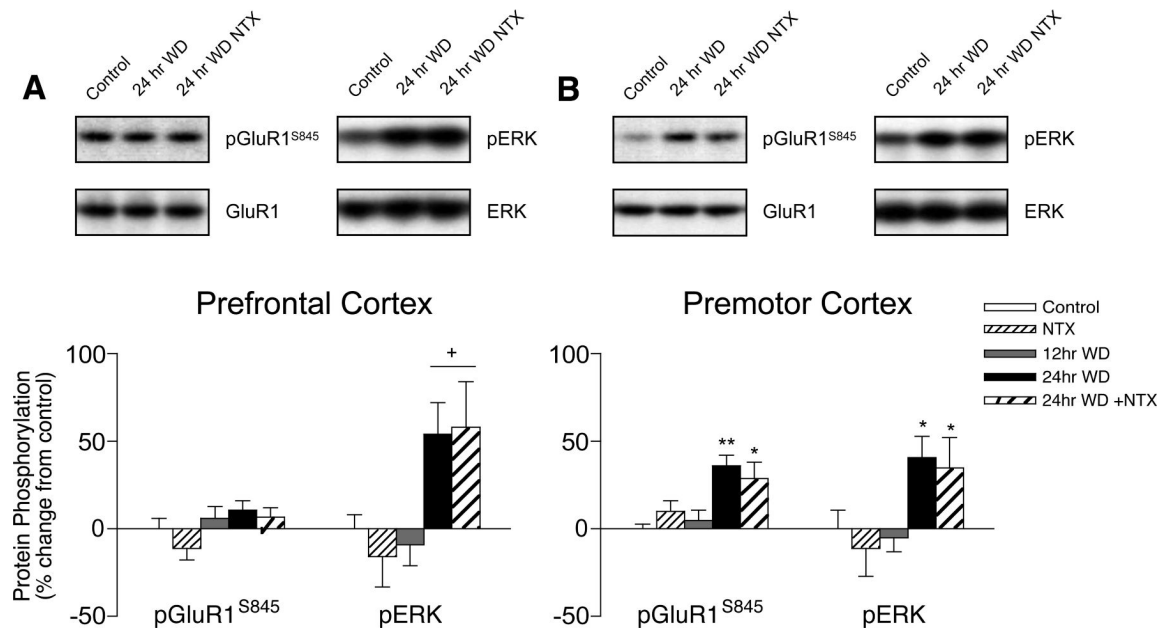 A
Control
24 hr WD
24 hr WD NTX
Control
24 hr WD
24 hr WD NTX
pGluR1S845
pERK
GluR1
ERK
B
Control
24 hr WD
24 hr WD NTX
Control
24 hr WD
24 hr WD NTX
pGluR1S845
pERK
GluR1
ERK
Prefrontal Cortex
Protein Phosphorylation
(% change from control)
100
50
0
-50
+
pGluR1S845
pERK
Premotor Cortex
100
50
0
-50
**
*
*
*
pGluR1S845
pERK
Control
NTX
12hr WD
24hr WD
24hr WD +NTX